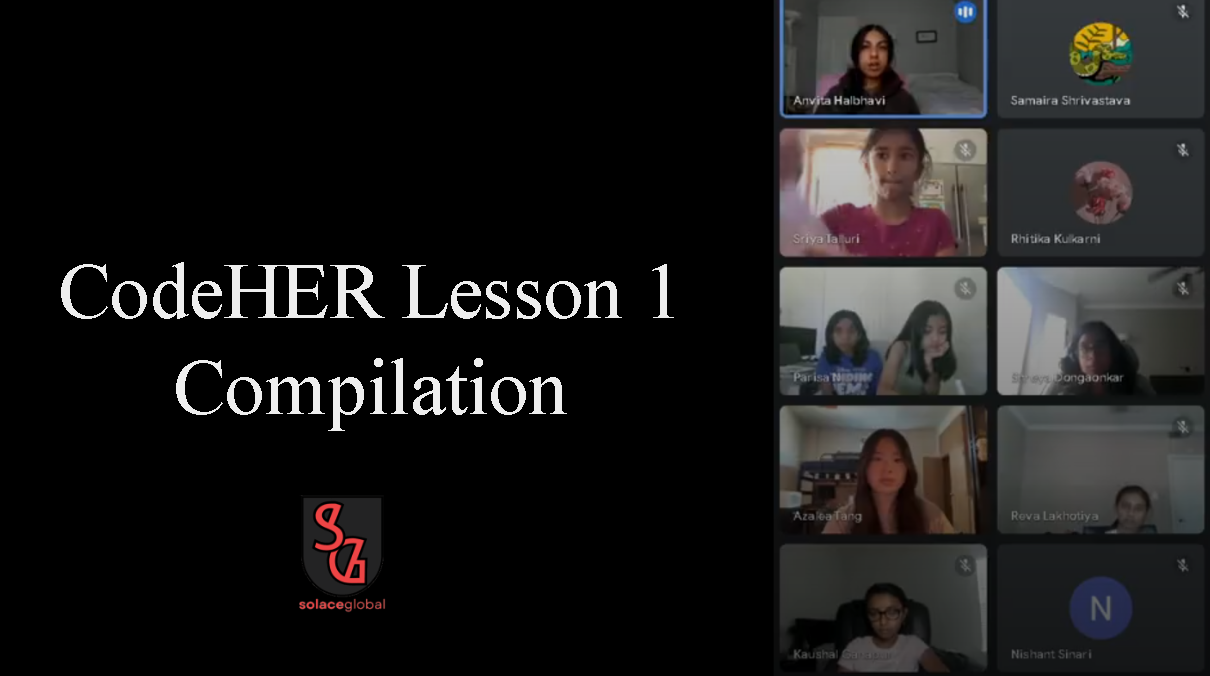 CodeHER Lesson 1
Compilation
SG
solaceglobal
Anvita Halbhavi
Samaira Shrivastava
Sriya Talluri
Rhitika Kulkarni
Parisa N
Dongaonkar
Azalea Tang
Reva Lakhotiya
Kaushal
N
Nishant Sinari